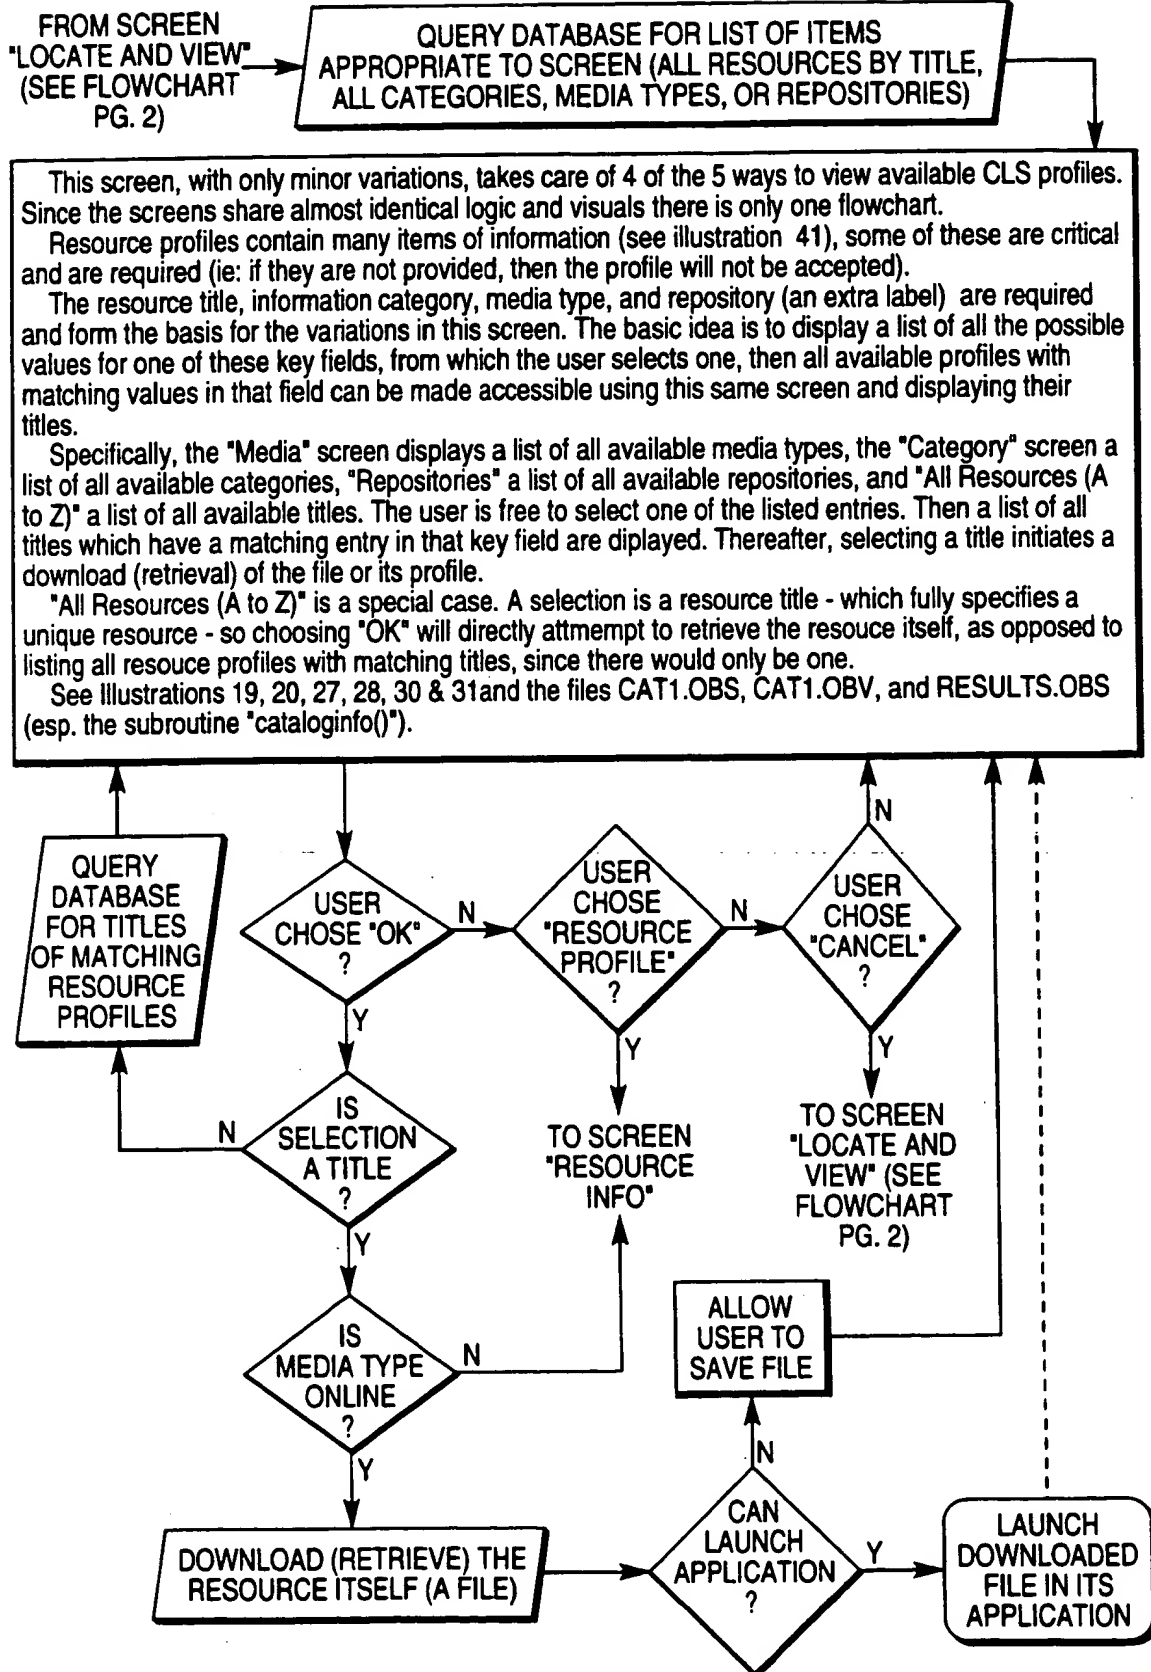 FROM SCREEN
"LOCATE AND VIEW"
(SEE FLOWCHART
PG. 2)
QUERY DATABASE FOR LIST OF ITEMS
APPROPRIATE TO SCREEN (ALL RESOURCES BY TITLE,
ALL CATEGORIES, MEDIA TYPES, OR REPOSITORIES)
This screen, with only minor variations, takes care of 4 of the 5 ways to view available CLS profiles.
Since the screens share almost identical logic and visuals there is only one flowchart.
Resource profiles contain many items of information (see illustration 41), some of these are critical
and are required (ie: if they are not provided, then the profile will not be accepted).
The resource title, information category, media type, and repository (an extra label) are required
and form the basis for the variations in this screen. The basic idea is to display a list of all the possible
values for one of these key fields, from which the user selects one, then all available profiles with
matching values in that field can be made accessible using this same screen and displaying their
titles.
Specifically, the "Media" screen displays a list of all available media types, the "Category" screen a
list of all available categories, "Repositories" a list of all available repositories, and "All Resources (A
to Z)" a list of all available titles. The user is free to select one of the listed entries. Then a list of all
titles which have a matching entry in that key field are diplayed. Thereafter, selecting a title initiates a
download (retrieval) of the file or its profile.
"All Resources (A to Z)" is a special case. A selection is a resource title - which fully specifies a
unique resource - so choosing "OK" will directly attmempt to retrieve the resouce itself, as opposed to
listing all resouce profiles with matching titles, since there would only be one.
See Illustrations 19, 20, 27, 28, 30 & 31and the files CAT1.OBS, CAT1.OBV, and RESULTS.OBS
(esp. the subroutine "cataloginfo()").
QUERY
DATABASE
FOR TITLES
OF MATCHING
RESOURCE
PROFILES
USER
CHOSE "OK"
?
N
Y
USER
CHOSE
"RESOURCE
PROFILE"
?
N
Y
N
USER
CHOSE
"CANCEL"
?
Y
IS
SELECTION
A TITLE
?
N
Y
TO SCREEN
"RESOURCE
INFO"
TO SCREEN
"LOCATE AND
VIEW" (SEE
FLOWCHART
PG. 2)
IS
MEDIA TYPE
ONLINE
?
N
Y
ALLOW
USER TO
SAVE FILE
N
DOWNLOAD (RETRIEVE) THE
RESOURCE ITSELF (A FILE)
CAN
LAUNCH
APPLICATION
?
Y
LAUNCH
DOWNLOADED
FILE IN ITS
APPLICATION